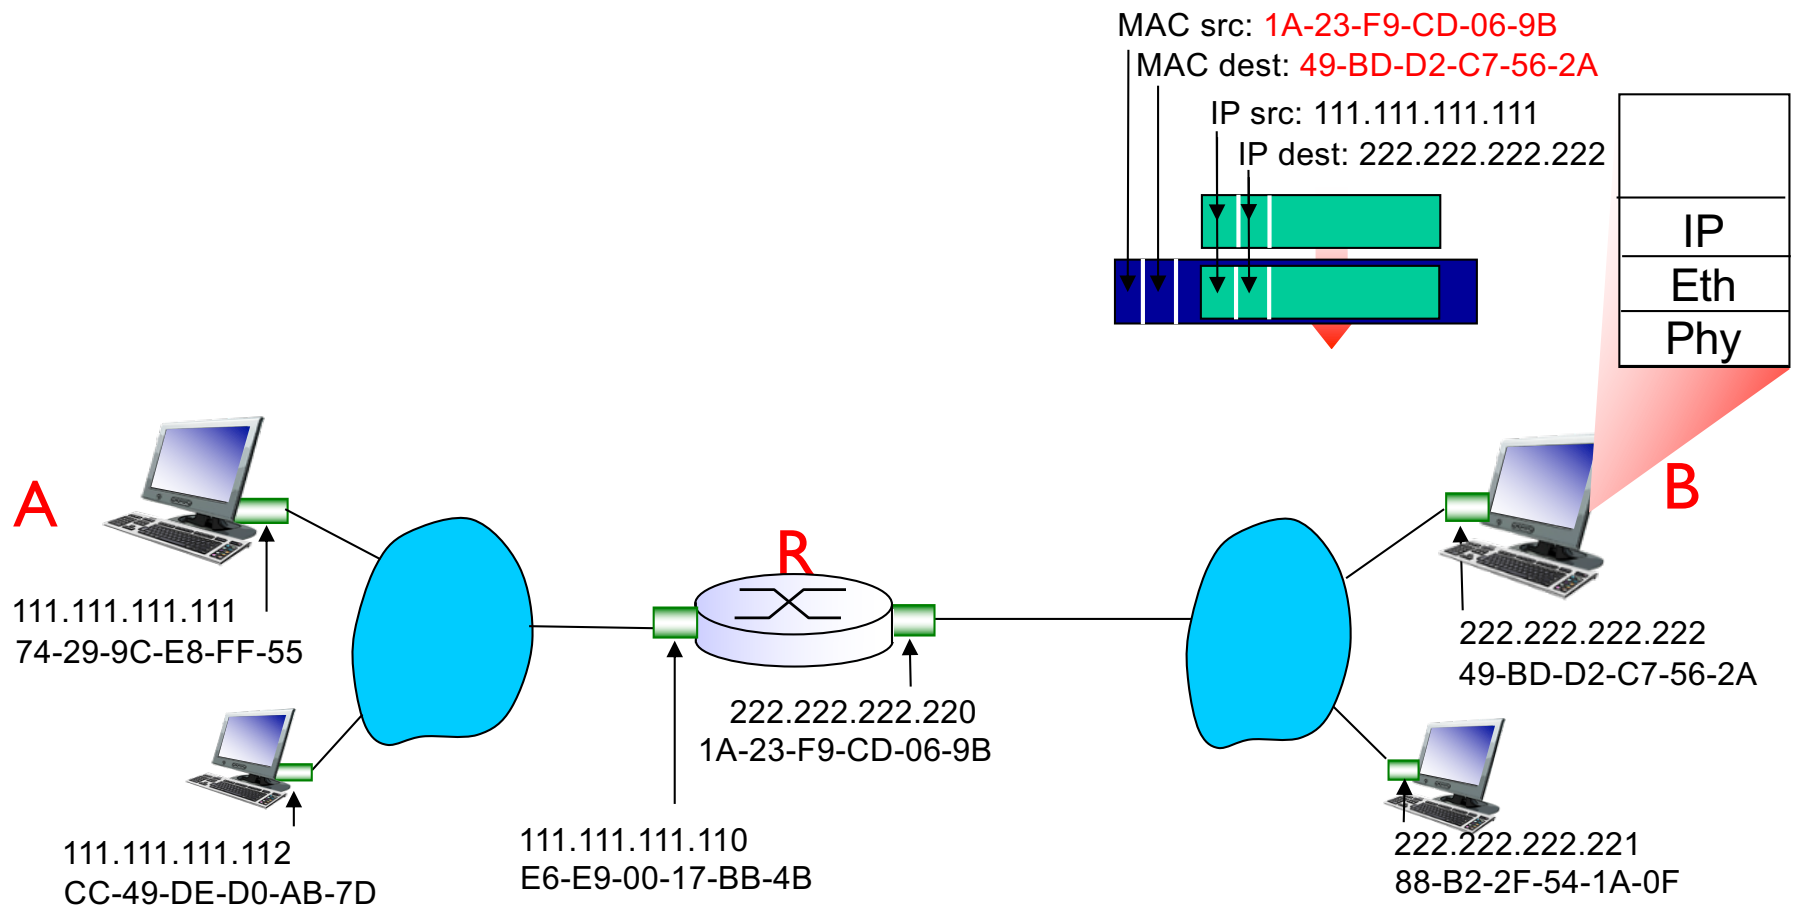 MAC src: 1A-23-F9-CD-06-9B
MAC dest: 49-BD-D2-C7-56-2A
IP src: 111.111.111.111
IP dest: 222.222.222.222
IP
Eth
Phy
A
R
B
111.111.111.111
74-29-9C-E8-FF-55
222.222.222.222
49-BD-D2-C7-56-2A
222.222.222.220
1A-23-F9-CD-06-9B
111.111.111.112
CC-49-DE-D0-AB-7D
111.111.111.110
E6-E9-00-17-BB-4B
222.222.222.221
88-B2-2F-54-1A-0F